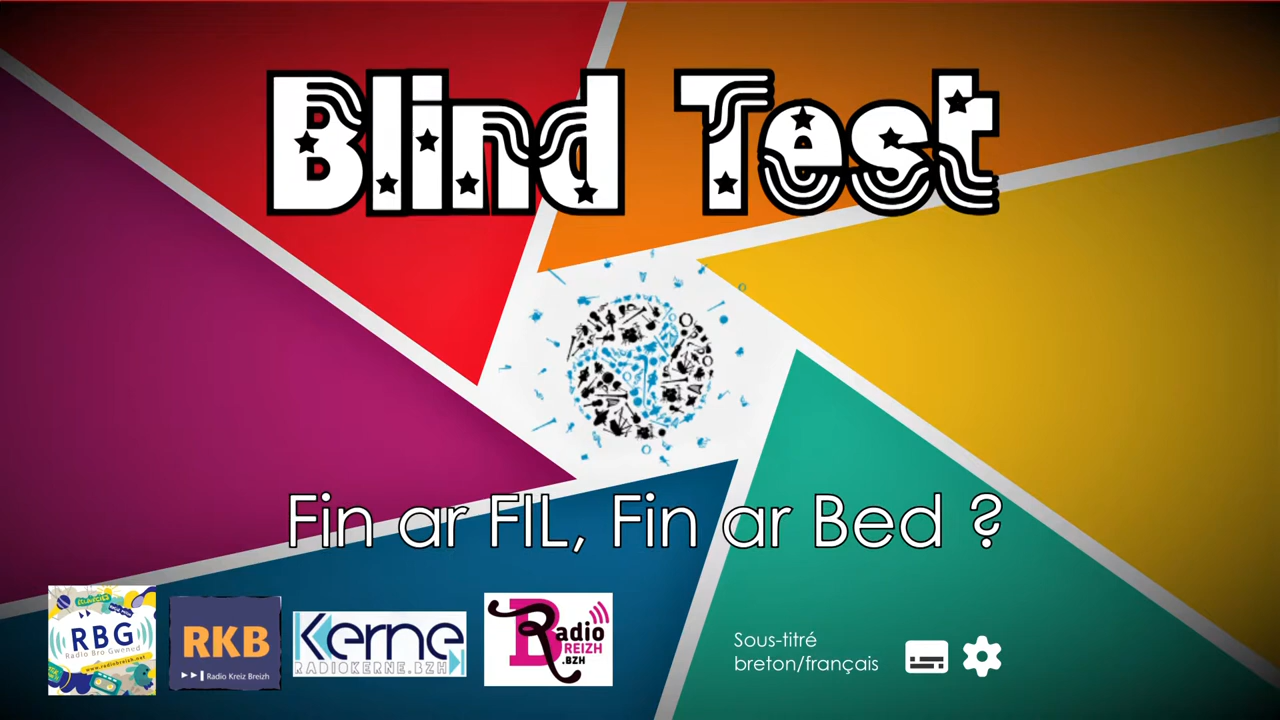 Blind Test
Fin ar FIL, Fin ar Bed ?
RBG
Radio Bro Gwened
www.radiobreizh.net
RKB
Radio Kreiz Breizh
Kerne
RADIOKERNE.BZH
Radio
BREIZH
.BZH
Sous-titré
breton/français